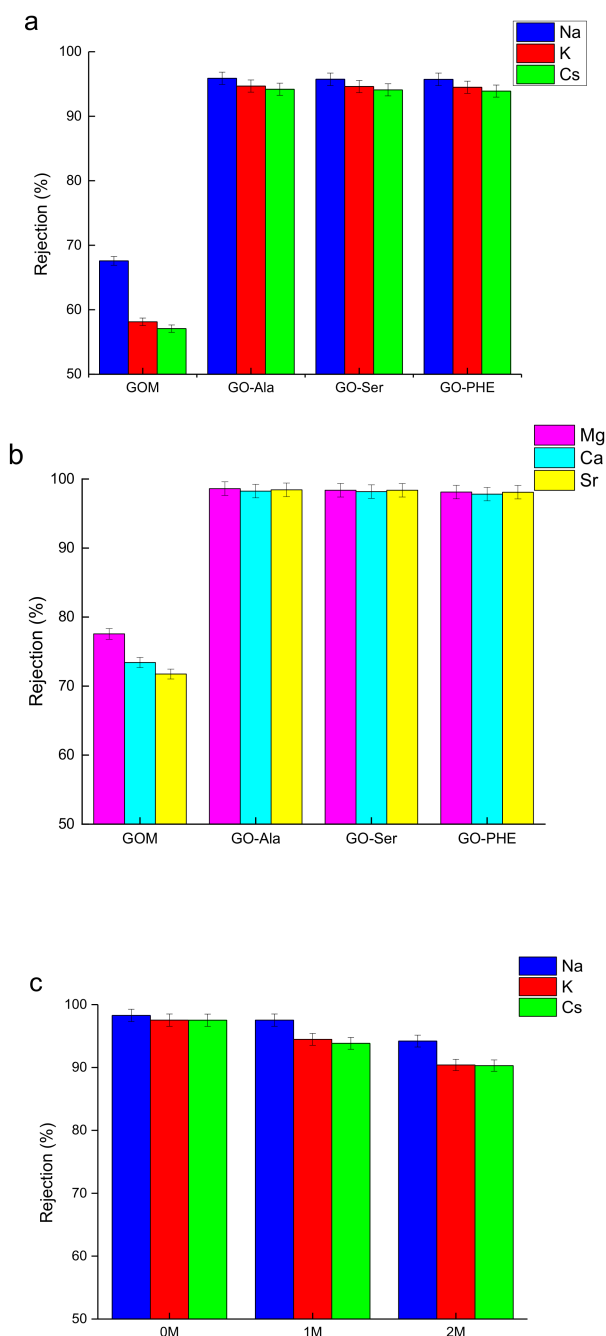 a
Na
K
Cs
100
90
80
70
60
50
Rejection (%)
GOM GO-Ala GO-Ser GO-PHE
b
Mg
Ca
Sr
100
90
80
70
60
50
Rejection (%)
GOM GO-Ala GO-Ser GO-PHE
c
Na
K
Cs
100
90
80
70
60
50
Rejection (%)
0M 1M 2M